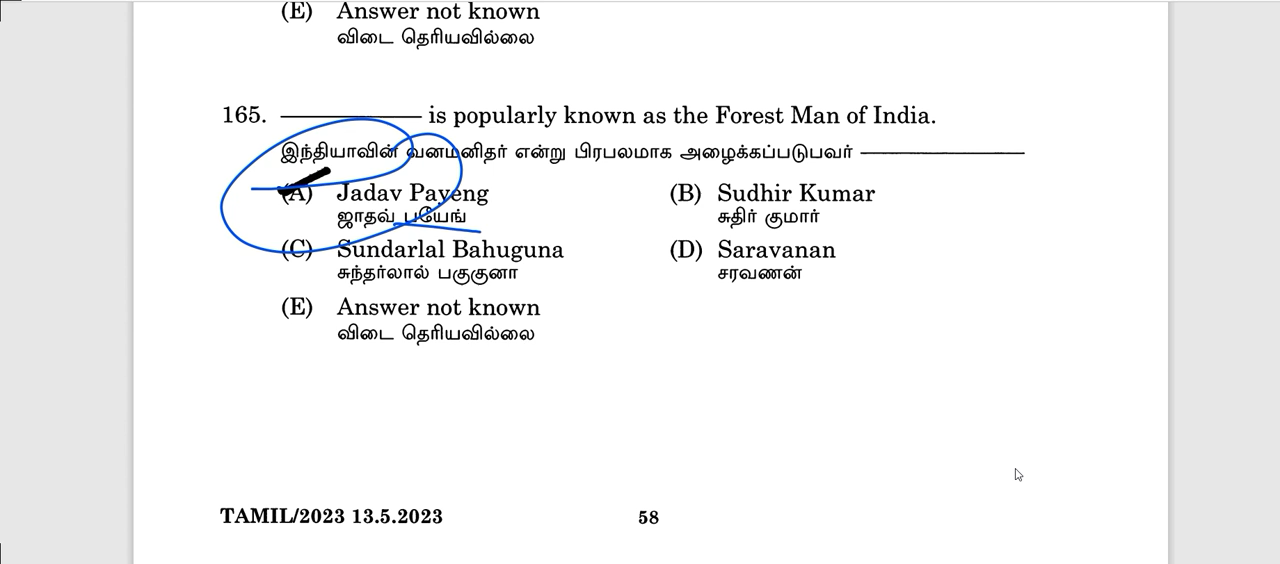 (E) Answer not known
விடை தெரியவில்லை
165. ________ is popularly known as the Forest Man of India.
இந்தியாவின் வனமனிதர் என்று பிரபலமாக அழைக்கப்படுபவர் ________
(A) Jadav Payeng (B) Sudhir Kumar
ஜாதவ் பயேங் சுதிர் குமார்
(C) Sundarlal Bahuguna (D) Saravanan
சுந்தர்லால் பகுகுனா சரவணன்
(E) Answer not known
விடை தெரியவில்லை
TAMIL/2023 13.5.2023 58